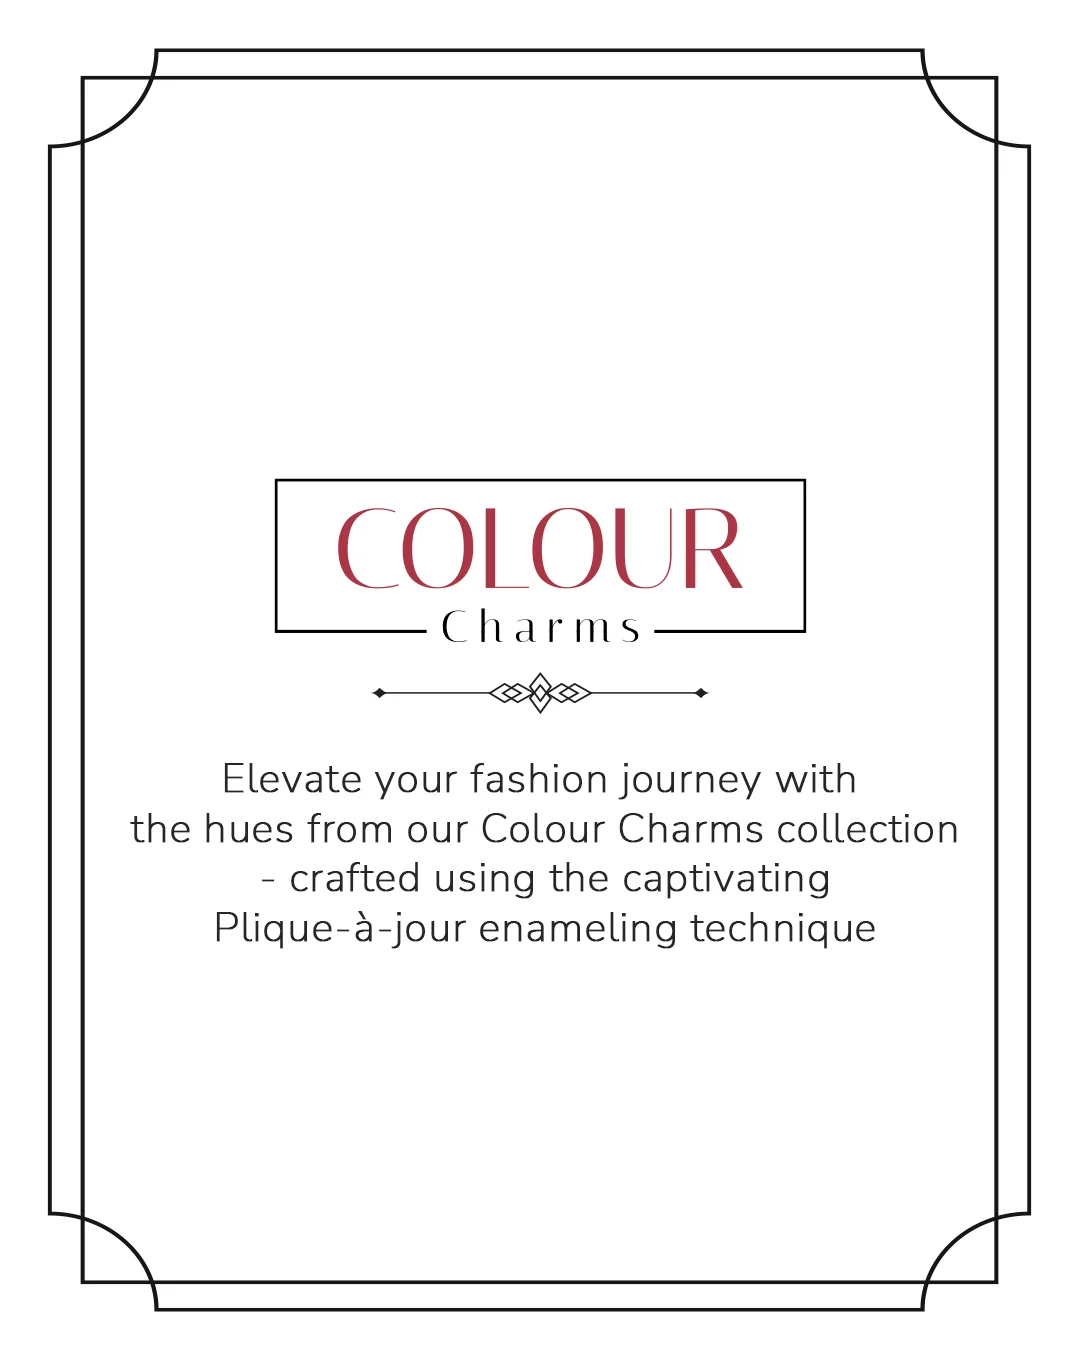 COLOUR
Charms
Elevate your fashion journey with
the hues from our Colour Charms collection
- crafted using the captivating
Plique-à-jour enameling technique